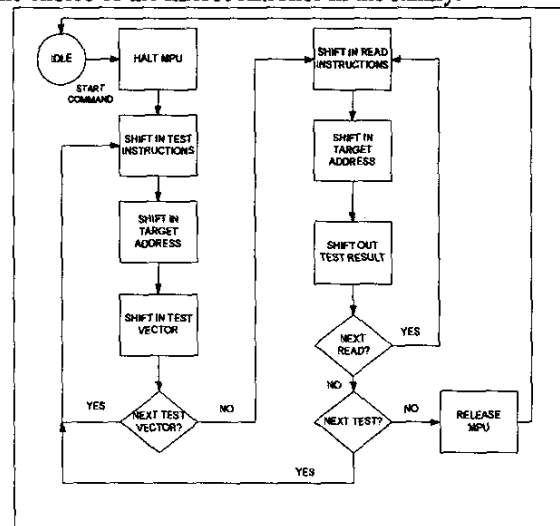 IDLE
HALT MPU
START
COMMAND
SHIFT IN TEST
INSTRUCTIONS
SHIFT IN
TARGET
ADDRESS
SHIFT IN TEST
VECTOR
NEXT TEST
VECTOR?
YES
NO
SHIFT IN READ
INSTRUCTIONS
SHIFT IN
TARGET
ADDRESS
SHIFT OUT
TEST RESULT
NEXT
READ?
YES
NO
NEXT TEST?
NO
RELEASE
MPU
YES